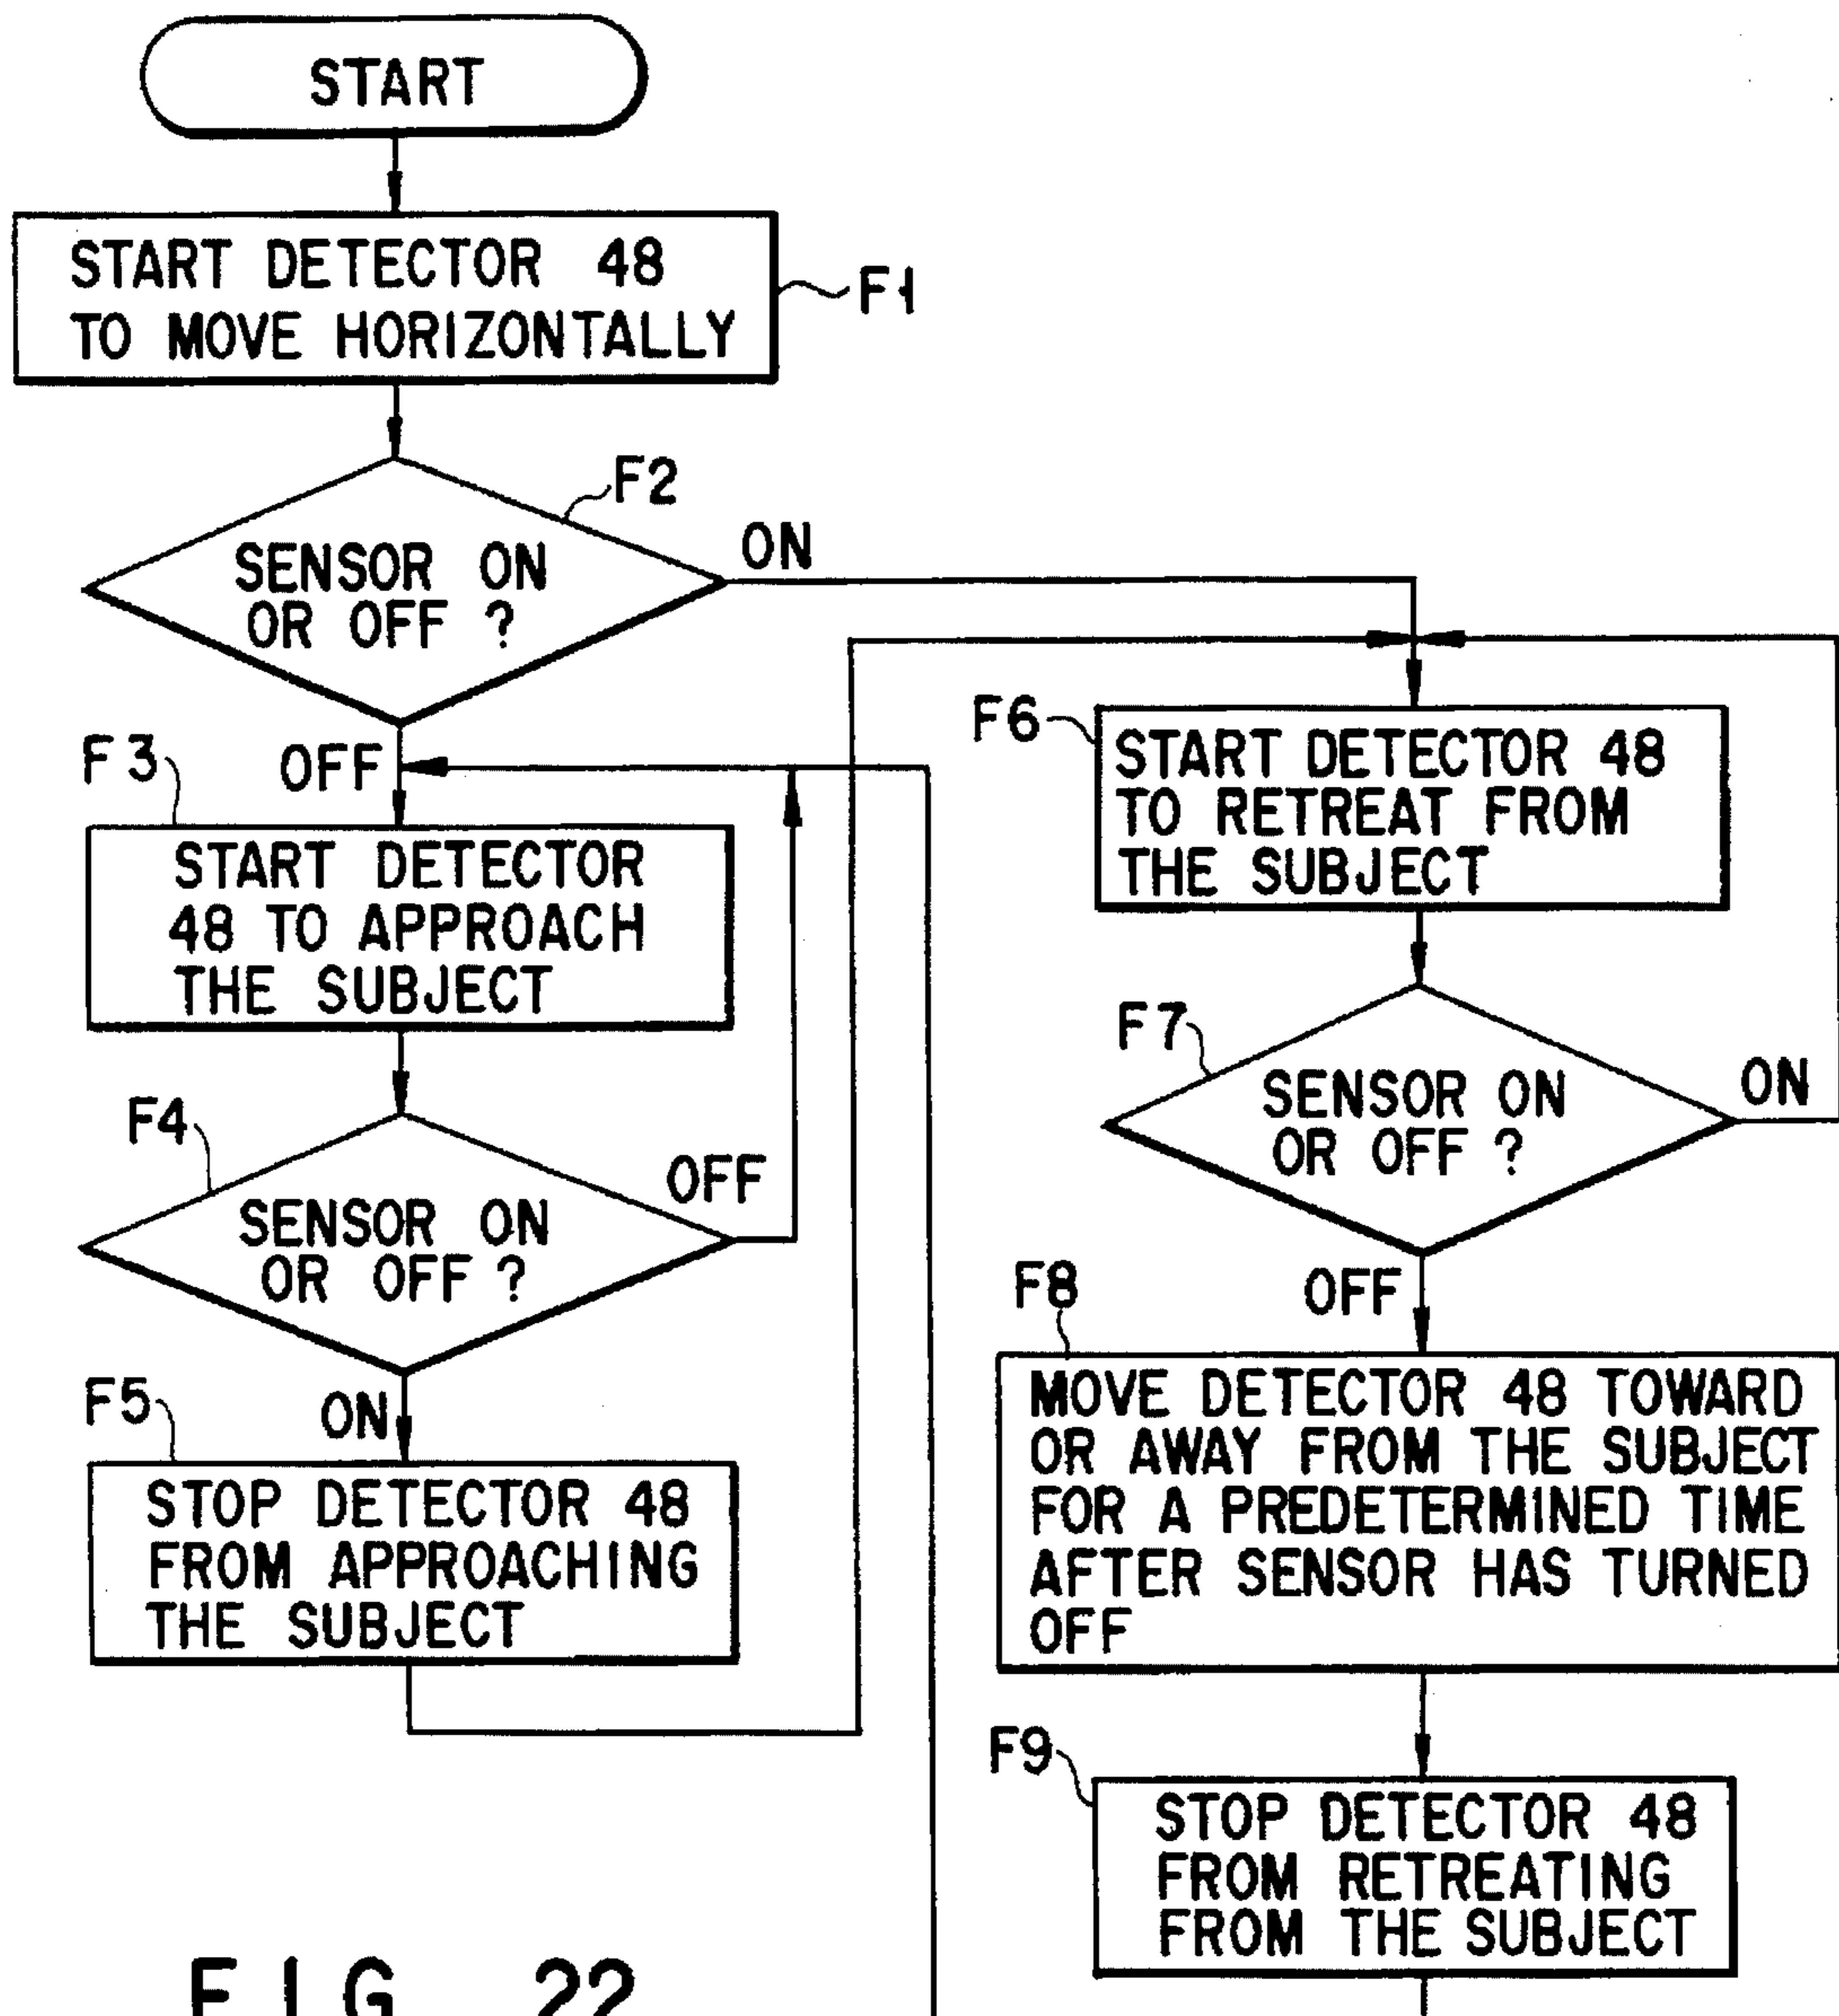 START
START DETECTOR 48
TO MOVE HORIZONTALLY
F1
F2
SENSOR ON
OR OFF ?
ON
OFF
F3
START DETECTOR
48 TO APPROACH
THE SUBJECT
F4
SENSOR ON
OR OFF ?
OFF
ON
F5
STOP DETECTOR 48
FROM APPROACHING
THE SUBJECT
F6
START DETECTOR 48
TO RETREAT FROM
THE SUBJECT
F7
SENSOR ON
OR OFF ?
ON
OFF
F8
MOVE DETECTOR 48 TOWARD
OR AWAY FROM THE SUBJECT
FOR A PREDETERMINED TIME
AFTER SENSOR HAS TURNED
OFF
F9
STOP DETECTOR 48
FROM RETREATING
FROM THE SUBJECT
FIG. 22